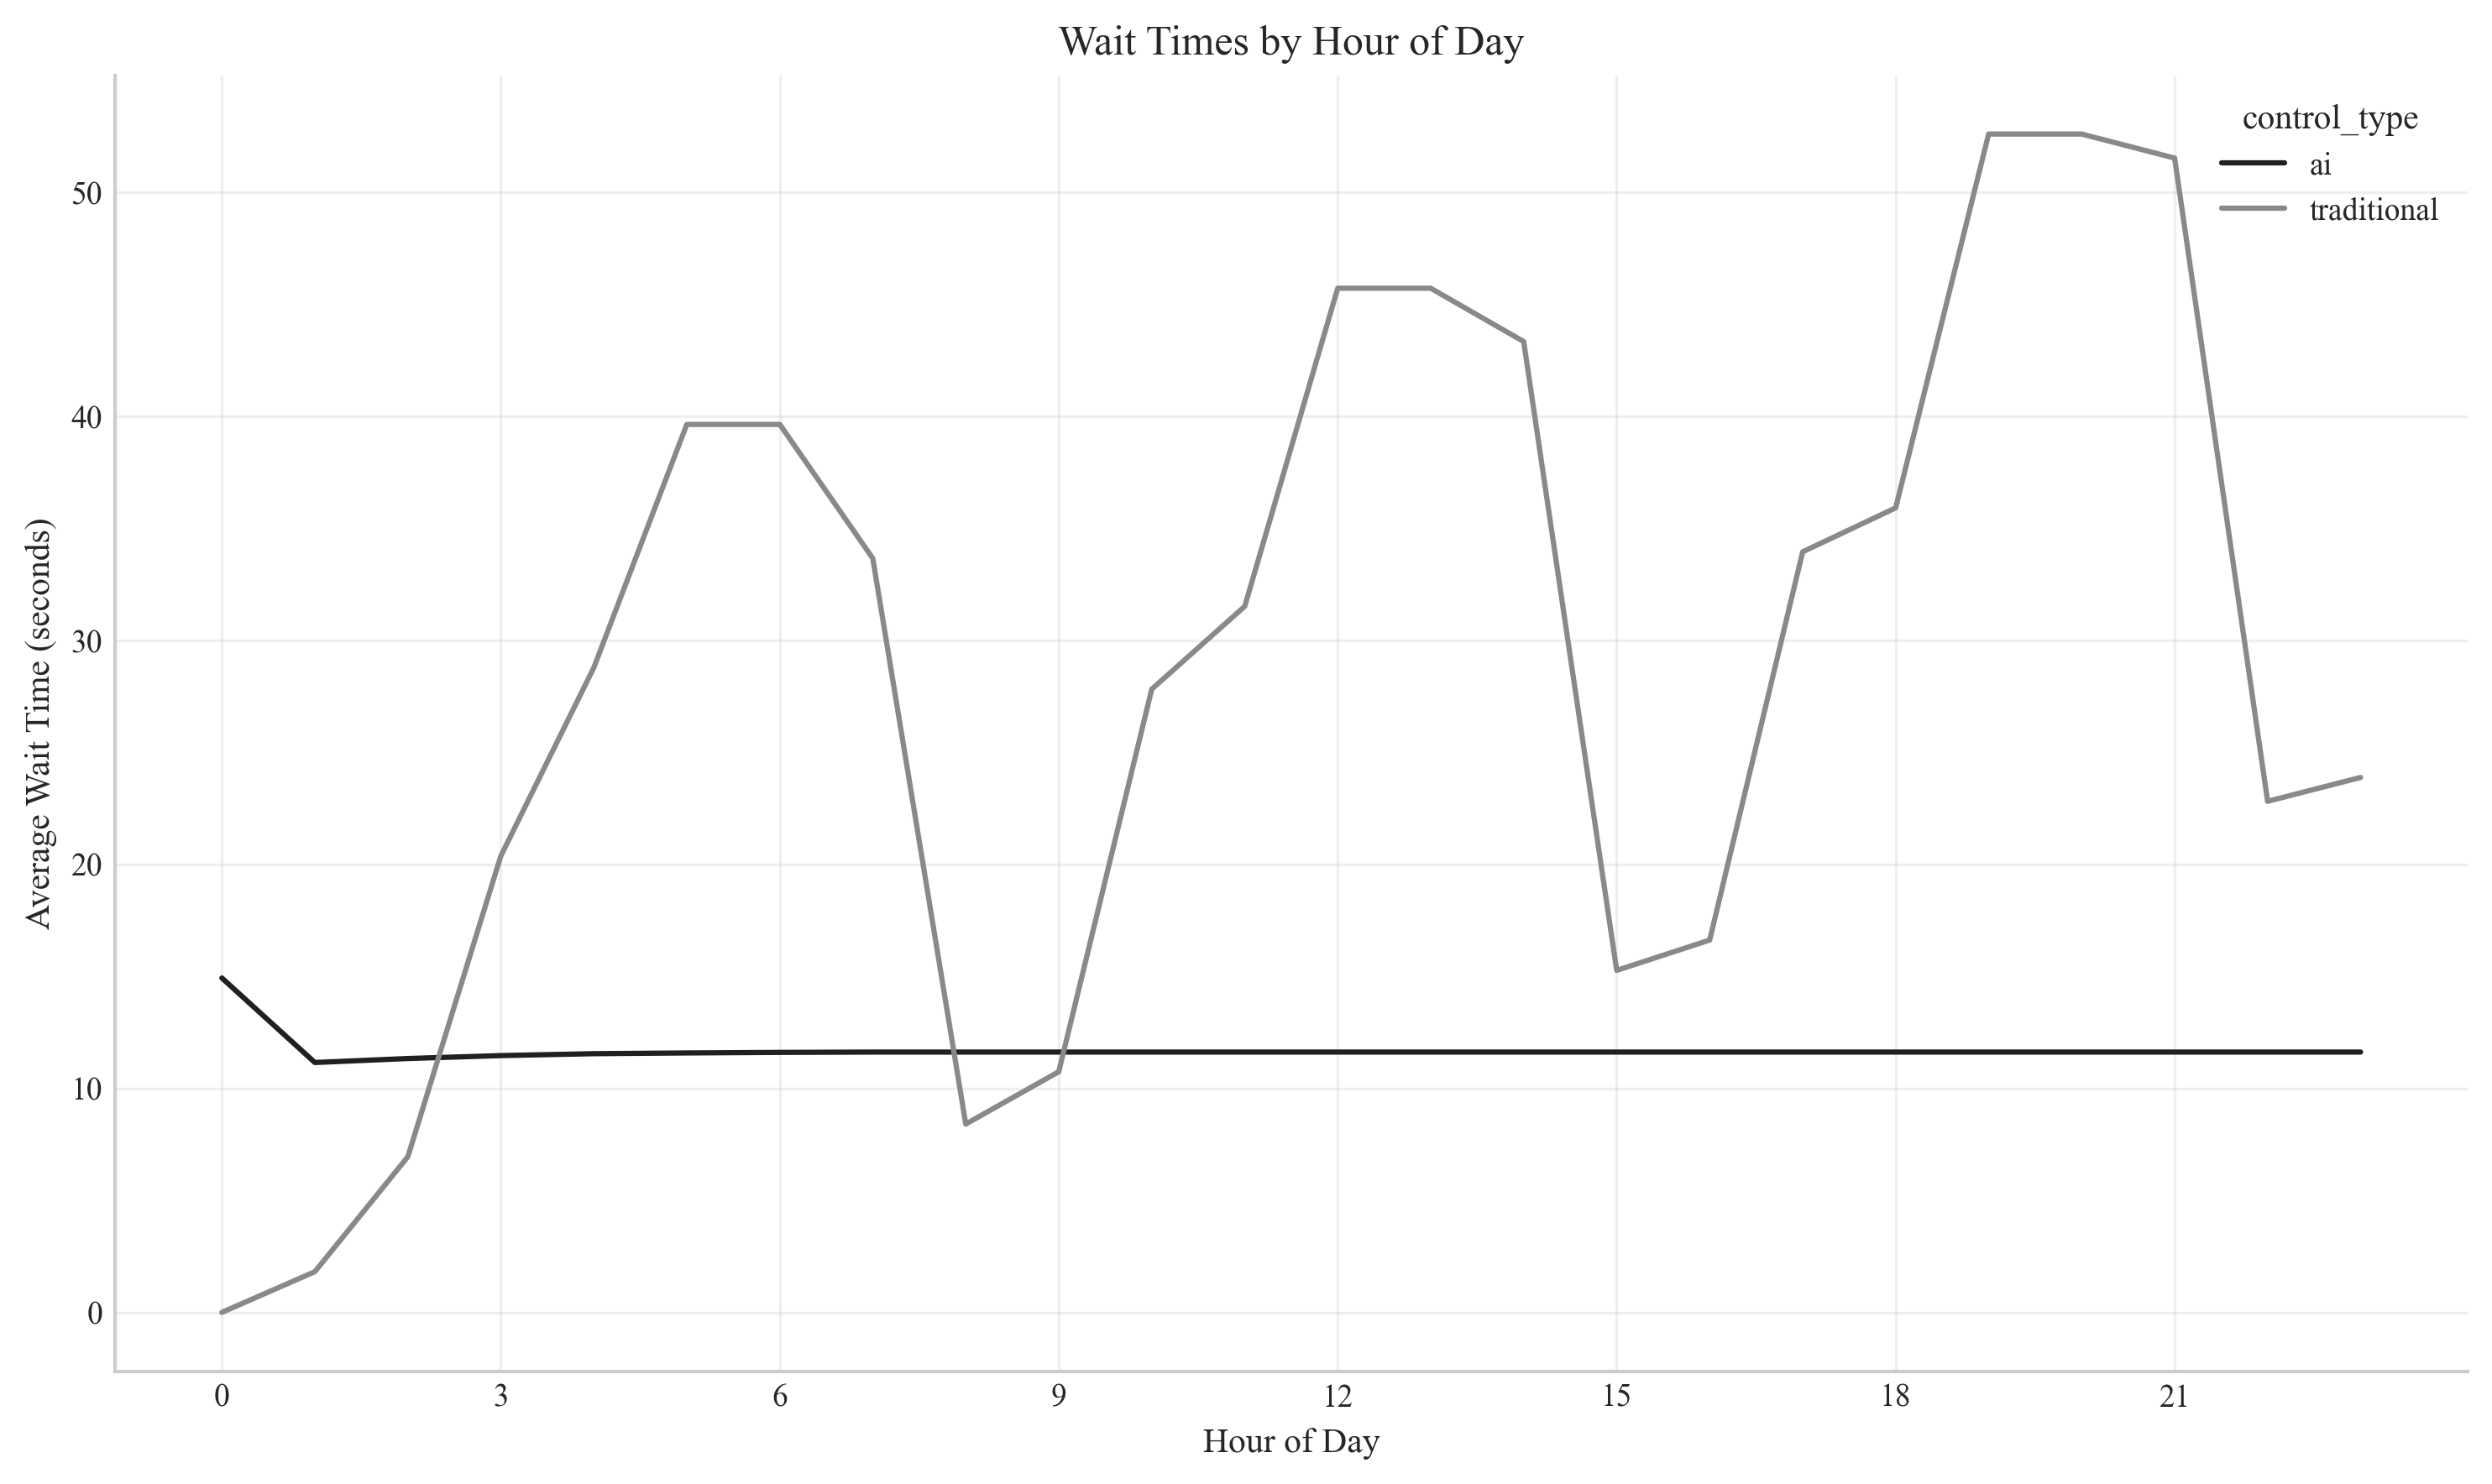 Wait Times by Hour of Day
control_type
ai
traditional
Average Wait Time (seconds)
50
40
30
20
10
0
0 3 6 9 12 15 18 21
Hour of Day